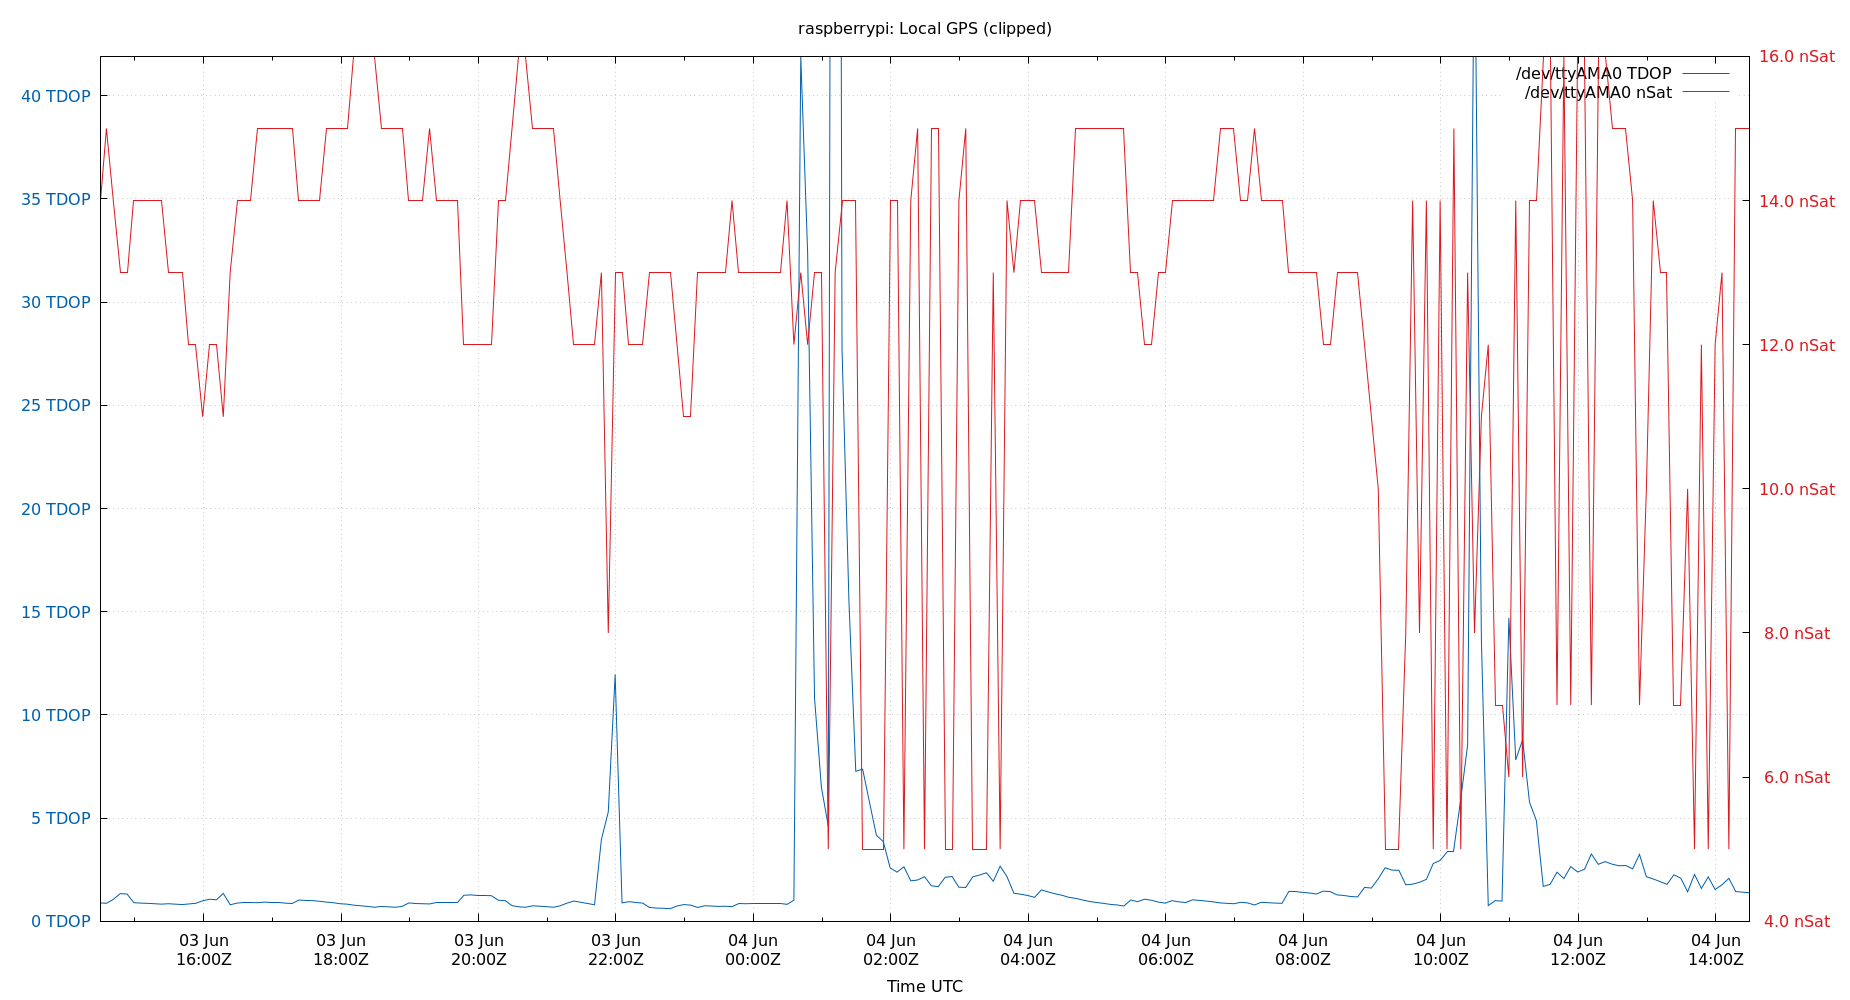 raspberrypi: Local GPS (clipped)
16.0 nSat
/dev/ttyAMA0 TDOP
/dev/ttyAMA0 nSat
40 TDOP
35 TDOP
14.0 nSat
30 TDOP
12.0 nSat
25 TDOP
10.0 nSat
20 TDOP
15 TDOP
8.0 nSat
10 TDOP
6.0 nSat
5 TDOP
0 TDOP
4.0 nSat
03 Jun 03 Jun 03 Jun 03 Jun 04 Jun 04 Jun 04 Jun 04 Jun 04 Jun 04 Jun 04 Jun 04 Jun
16:00Z 18:00Z 20:00Z 22:00Z 00:00Z 02:00Z 04:00Z 06:00Z 08:00Z 10:00Z 12:00Z 14:00Z
Time UTC